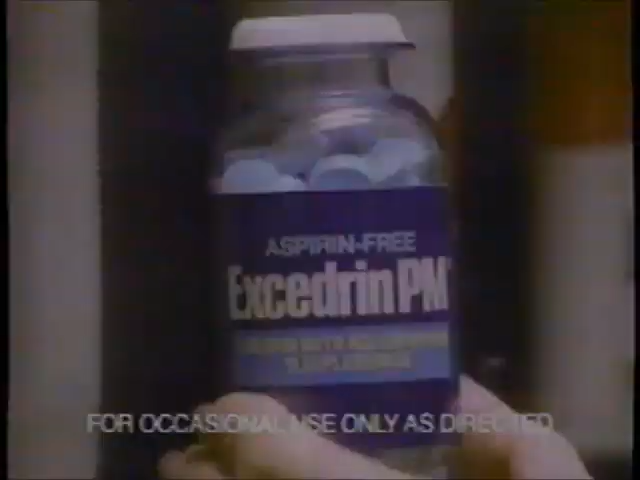 ASPIRIN-FREE
Excedrin PM
FOR OCCASIONAL USE ONLY AS DIRECTED